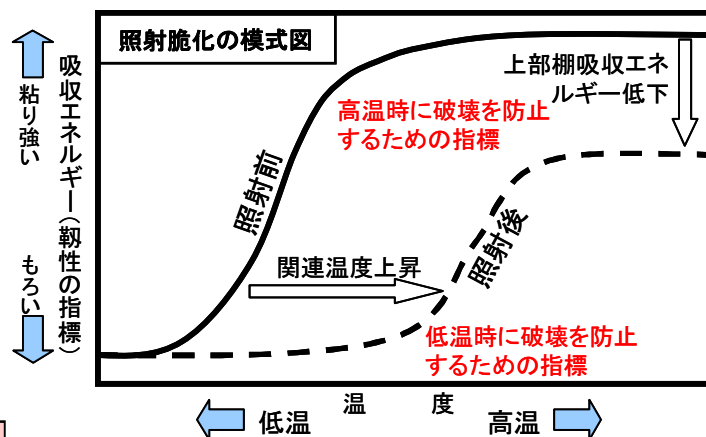 照射脆化の模式図
吸収エネルギー(靱性の指標)
粘り強い
もろい
上部棚吸収エネ
ルギー低下
高温時に破壊を防止
するための指標
照射前
照射後
関連温度上昇
低温時に破壊を防止
するための指標
低温
温度
高温